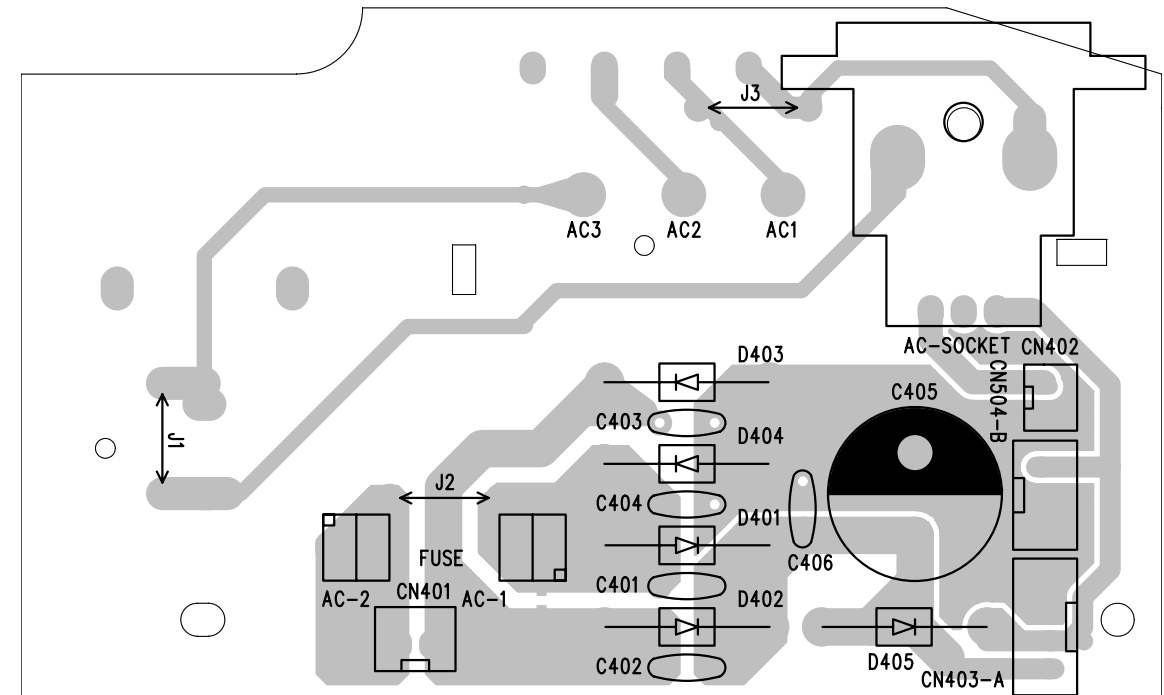 J3
AC3
AC2
AC1
AC-SOCKET
CN402
D403
CN504-B
C405
C403
D404
J1
J2
C404
D401
FUSE
C406
AC-2
CN401
AC-1
C401
D402
C402
D405
CN403-A